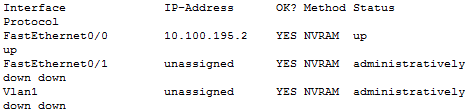 Interface IP-Address OK? Method Status
Protocol
FastEthernet0/0 10.100.195.2 YES NVRAM up
up
FastEthernet0/1 unassigned YES NVRAM administratively
down down
Vlan1 unassigned YES NVRAM administratively
down down